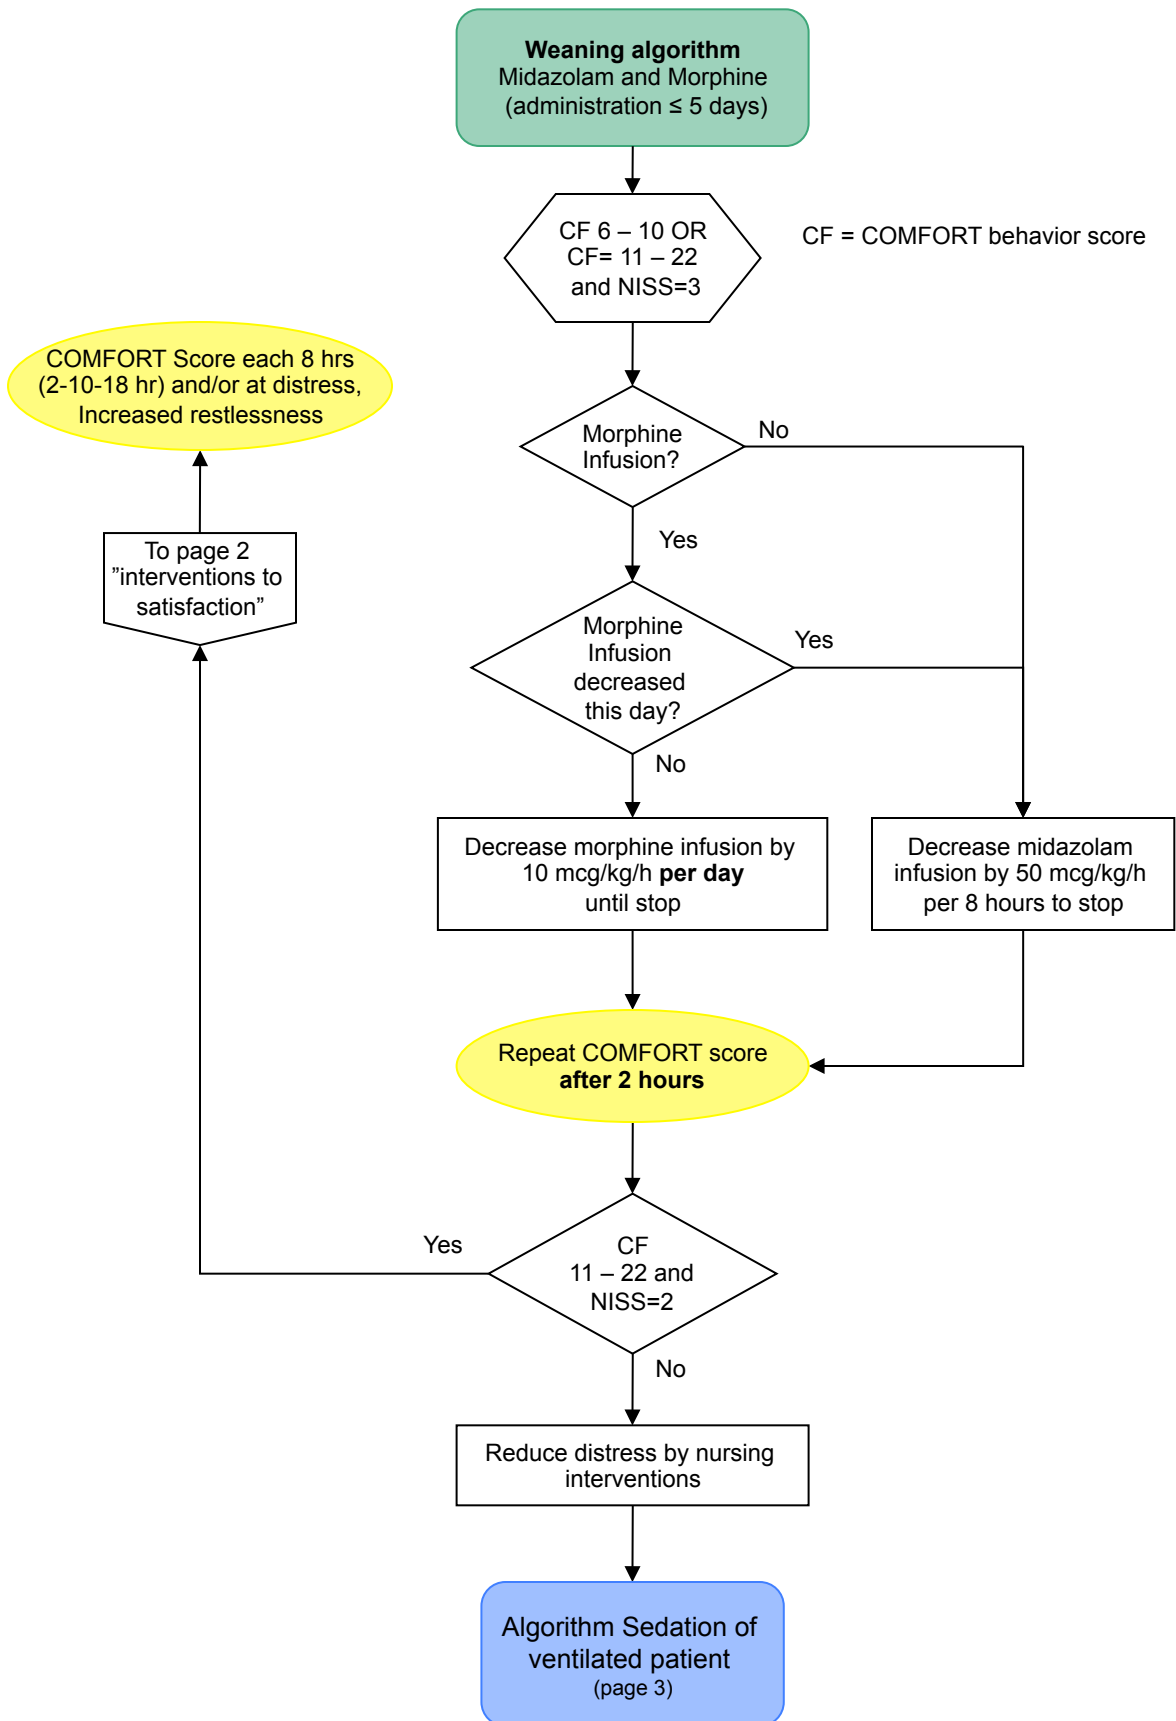 Weaning algorithm
Midazolam and Morphine
(administration ≤ 5 days)
CF 6 – 10 OR
CF= 11 – 22
and NISS=3
CF = COMFORT behavior score
COMFORT Score each 8 hrs
(2-10-18 hr) and/or at distress,
Increased restlessness
Morphine
Infusion?
No
Yes
To page 2
”interventions to
satisfaction”
Morphine
Infusion
decreased
this day?
Yes
No
Decrease morphine infusion by
10 mcg/kg/h per day
until stop
Decrease midazolam
infusion by 50 mcg/kg/h
per 8 hours to stop
Repeat COMFORT score
after 2 hours
Yes
CF
11 – 22 and
NISS=2
No
Reduce distress by nursing
interventions
Algorithm Sedation of
ventilated patient
(page 3)